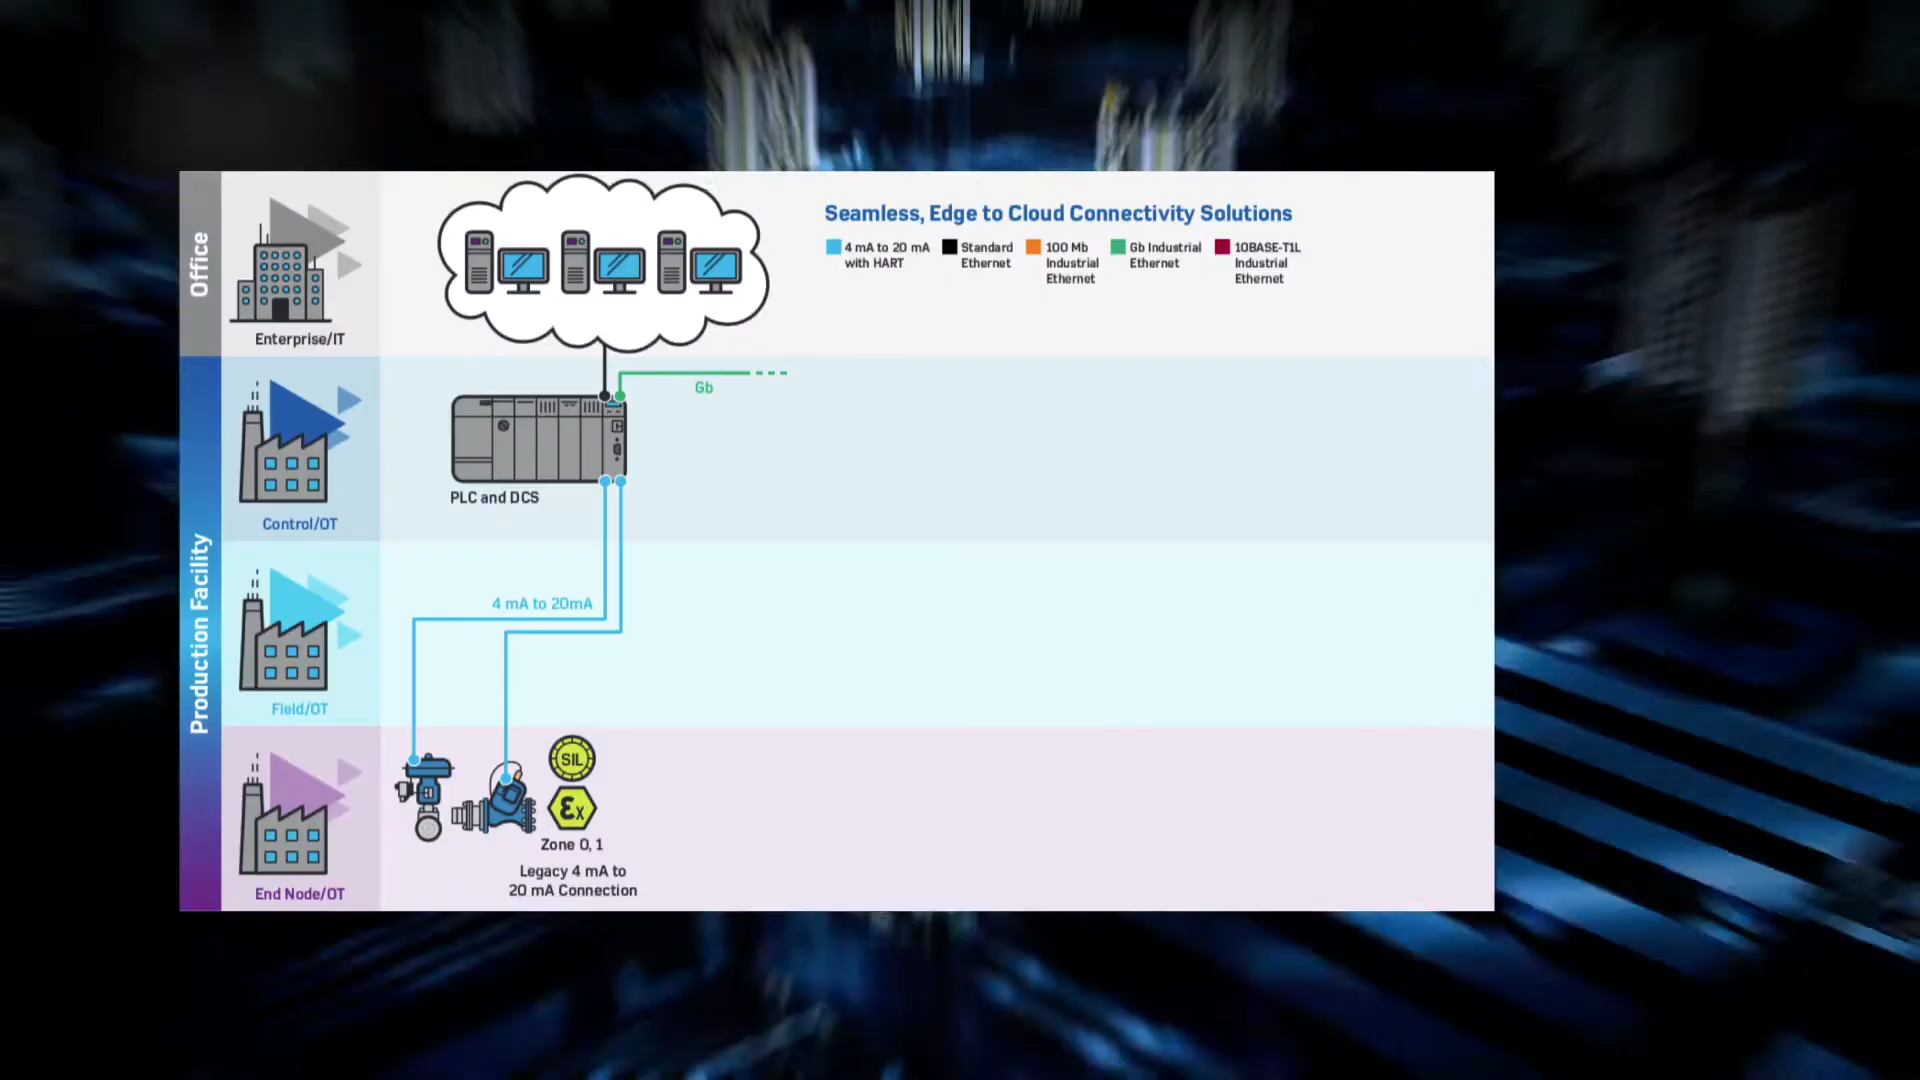 Office
Enterprise/IT
Seamless, Edge to Cloud Connectivity Solutions
4 mA to 20 mA
with HART
Standard
Ethernet
100 Mb
Industrial
Ethernet
Gb Industrial
Ethernet
10BASE-T1L
Industrial
Ethernet
Production Facility
Control/OT
Gb
PLC and DCS
Field/OT
4 mA to 20mA
End Node/OT
SIL
Ex
Zone 0, 1
Legacy 4 mA to
20 mA Connection